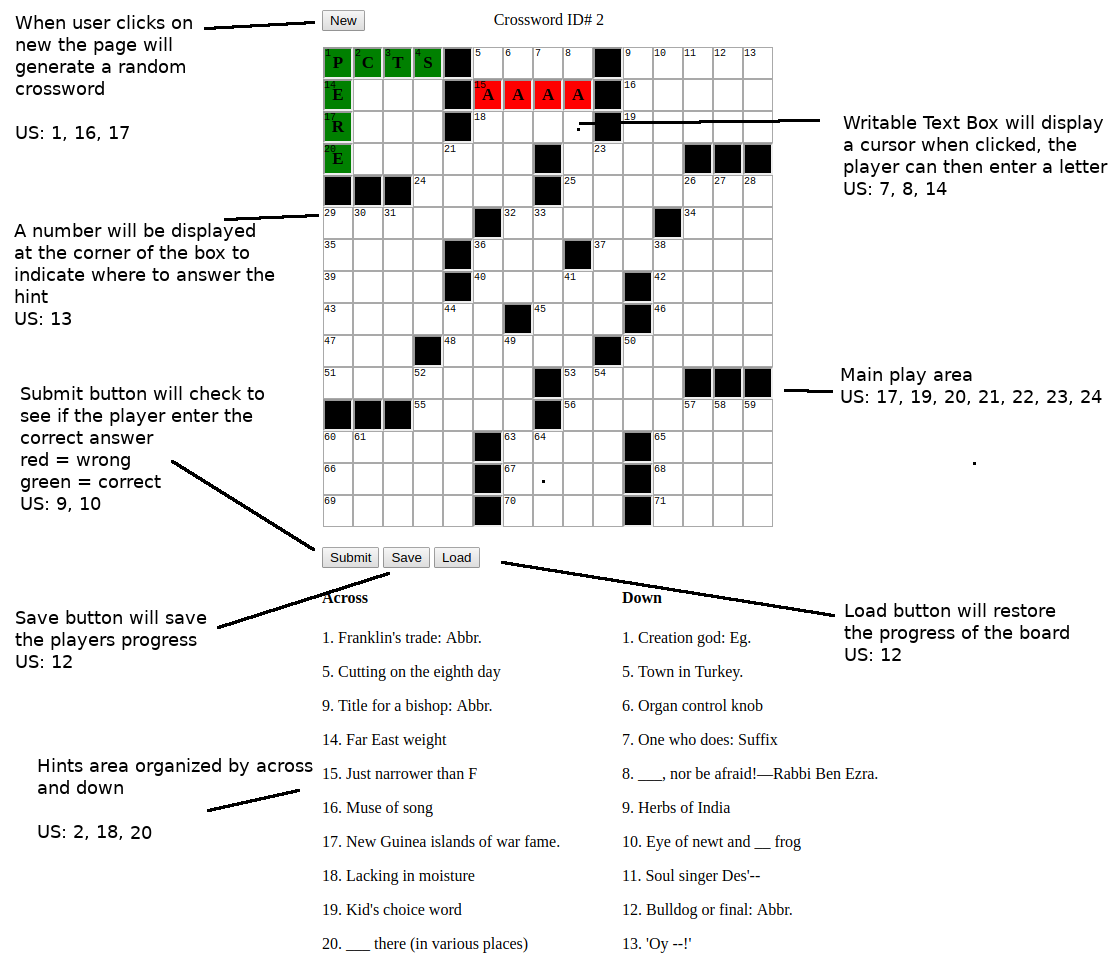 When user clicks on
new the page will
generate a random
crossword
US: 1, 16, 17
New
Crossword ID# 2
1 P 2 C 3 T 4 S 5 6 7 8 9 10 11 12 13
14 E 15 A A A A 16
17 R 18 19
20 E 21 23
24 25 26 27 28
29 30 31 32 33 34
35 36 37 38
39 40 41 42
43 44 45 46
47 48 49 50
51 52 53 54
55 56 57 58 59
60 61 63 64 65
66 67 68
69 70 71
Writable Text Box will display
a cursor when clicked, the
player can then enter a letter
US: 7, 8, 14
A number will be displayed
at the corner of the box to
indicate where to answer the
hint
US: 13
Main play area
US: 17, 19, 20, 21, 22, 23, 24
Submit button will check to
see if the player enter the
correct answer
red = wrong
green = correct
US: 9, 10
Submit Save Load
Save button will save
the players progress
US: 12
Load button will restore
the progress of the board
US: 12
Hints area organized by across
and down
US: 2, 18, 20
Across
1. Franklin's trade: Abbr.
5. Cutting on the eighth day
9. Title for a bishop: Abbr.
14. Far East weight
15. Just narrower than F
16. Muse of song
17. New Guinea islands of war fame.
18. Lacking in moisture
19. Kid's choice word
20. ___ there (in various places)
Down
1. Creation god: Eg.
5. Town in Turkey.
6. Organ control knob
7. One who does: Suffix
8. ___, nor be afraid!—Rabbi Ben Ezra.
9. Herbs of India
10. Eye of newt and __ frog
11. Soul singer Des'--
12. Bulldog or final: Abbr.
13. 'Oy --!'